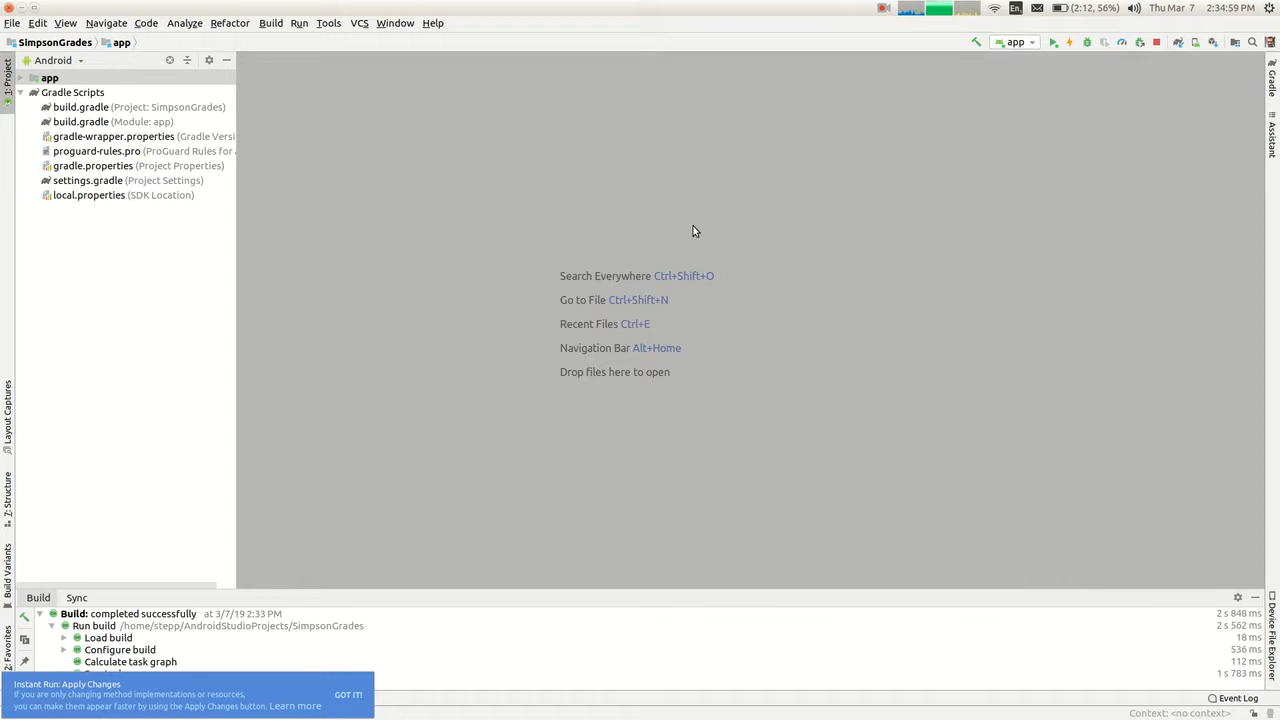 (2:12, 56%) Thu Mar 7 2:34:59 PM
En
File Edit View Navigate Code Analyze Refactor Build Run Tools VCS Window Help
SimpsonGrades app
app
1: Project
Android
app
Gradle Scripts
build.gradle (Project: SimpsonGrades)
build.gradle (Module: app)
gradle-wrapper.properties (Gradle Versi
proguard-rules.pro (ProGuard Rules for a
gradle.properties (Project Properties)
settings.gradle (Project Settings)
local.properties (SDK Location)
Search Everywhere Ctrl+Shift+O
Go to File Ctrl+Shift+N
Recent Files Ctrl+E
Navigation Bar Alt+Home
Drop files here to open
Gradle
Assistant
Layout Captures
7: Structure
Build Variants
2: Favorites
Device File Explorer
Build Sync
Build: completed successfully at 3/7/19 2:33 PM 2 s 848 ms
Run build /home/stepp/AndroidStudioProjects/SimpsonGrades 2 s 562 ms
Load build 18 ms
Configure build 536 ms
Calculate task graph 112 ms
1 s 783 ms
Instant Run: Apply Changes
If you are only changing method implementations or resources,
you can make them appear faster by using the Apply Changes button. Learn more
GOT IT!
Event Log
Context: <no context>